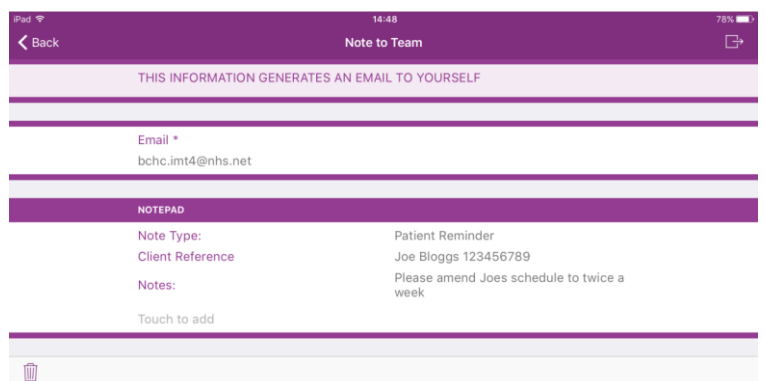 iPad 14:48 78%
Back Note to Team
THIS INFORMATION GENERATES AN EMAIL TO YOURSELF
Email *
bchc.imt4@nhs.net
NOTEPAD
Note Type: Patient Reminder
Client Reference Joe Bloggs 123456789
Notes: Please amend Joes schedule to twice a
week
Touch to add